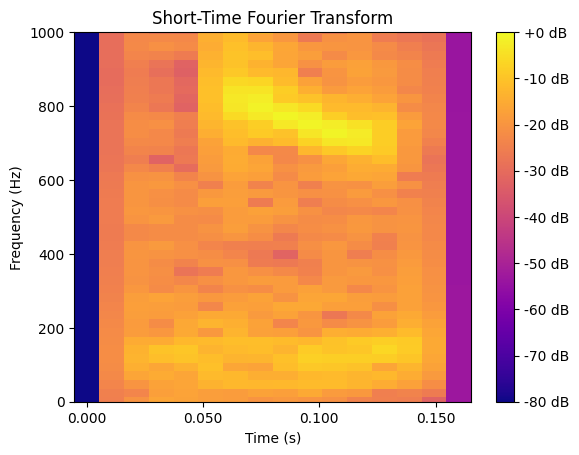 Short-Time Fourier Transform
Frequency (Hz)
1000
800
600
400
200
0
0.000
0.050
0.100
0.150
Time (s)
+0 dB
-10 dB
-20 dB
-30 dB
-40 dB
-50 dB
-60 dB
-70 dB
-80 dB